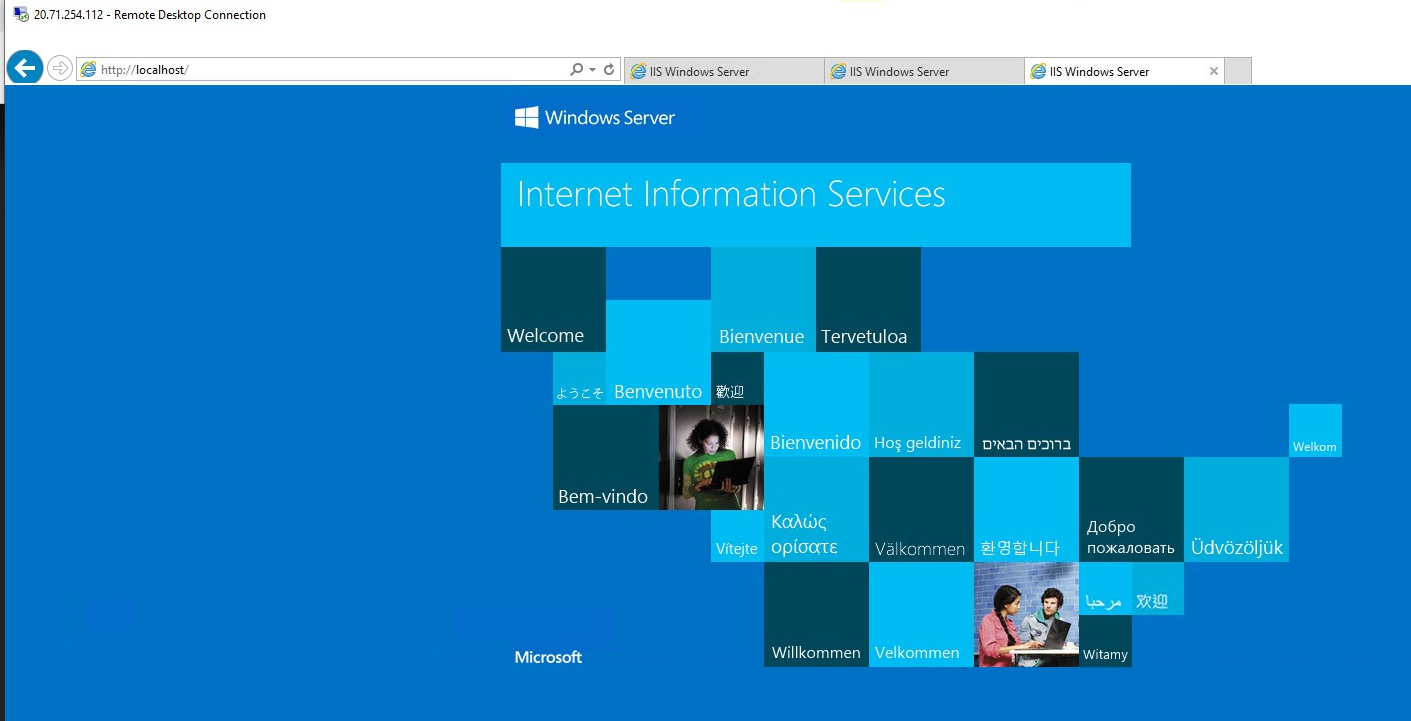 20.71.254.112 - Remote Desktop Connection
http://localhost/
IIS Windows Server
IIS Windows Server
IIS Windows Server
Windows Server
Internet Information Services
Welcome
Bienvenue
Tervetuloa
ようこそ
Benvenuto
歡迎
Bienvenido
Hoş geldiniz
ברוכים הבאים
Welkom
Bem-vindo
Vítejte
Καλώς
ορίσατε
Välkommen
환영합니다
Добро
пожаловать
Üdvözöljük
مرحبا
欢迎
Willkommen
Velkommen
Witamy
Microsoft